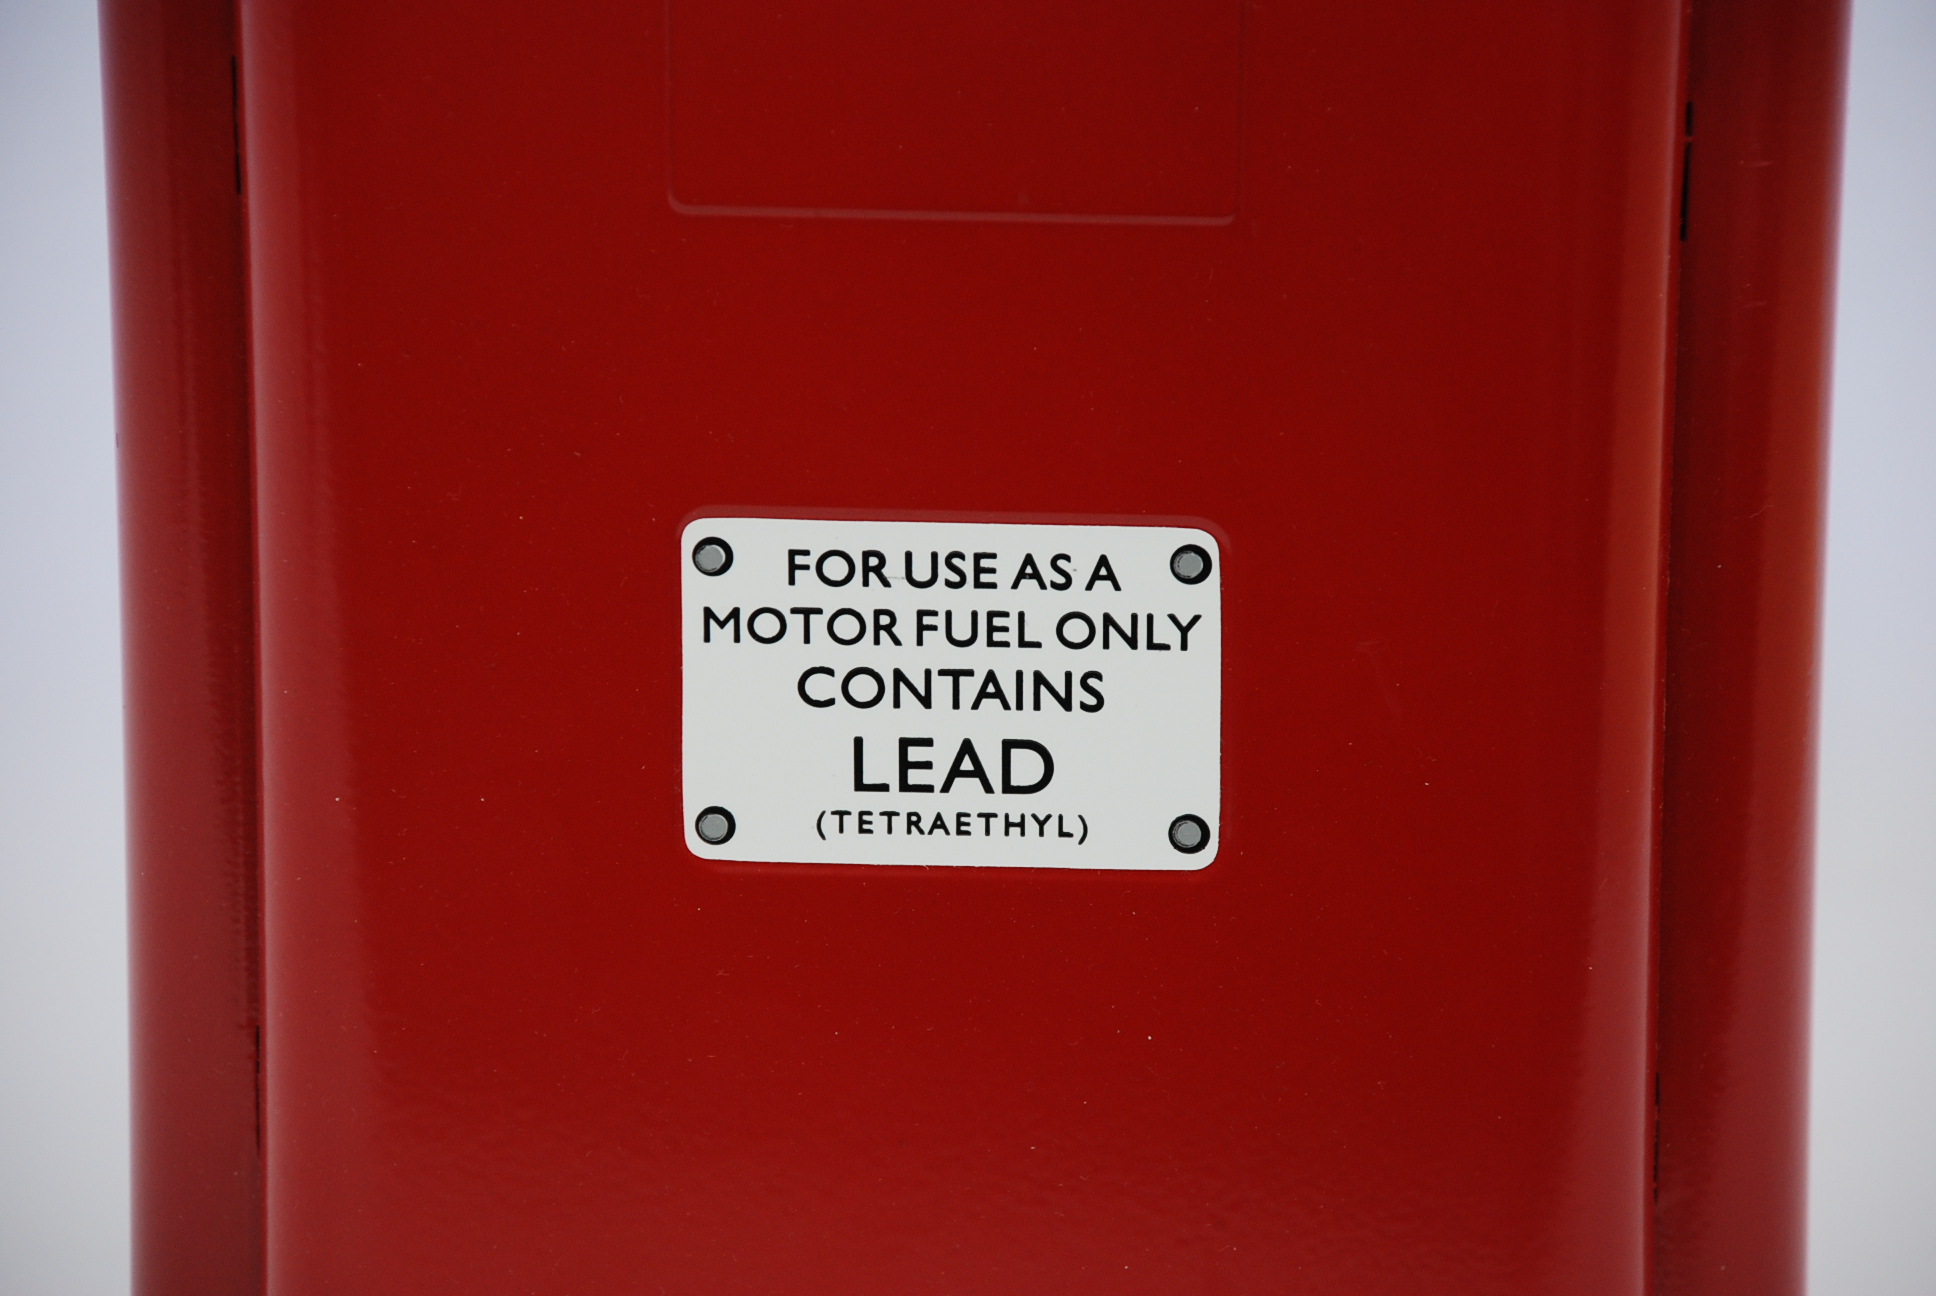 FOR USE AS A
MOTOR FUEL ONLY
CONTAINS
LEAD
(TETRAETHYL)